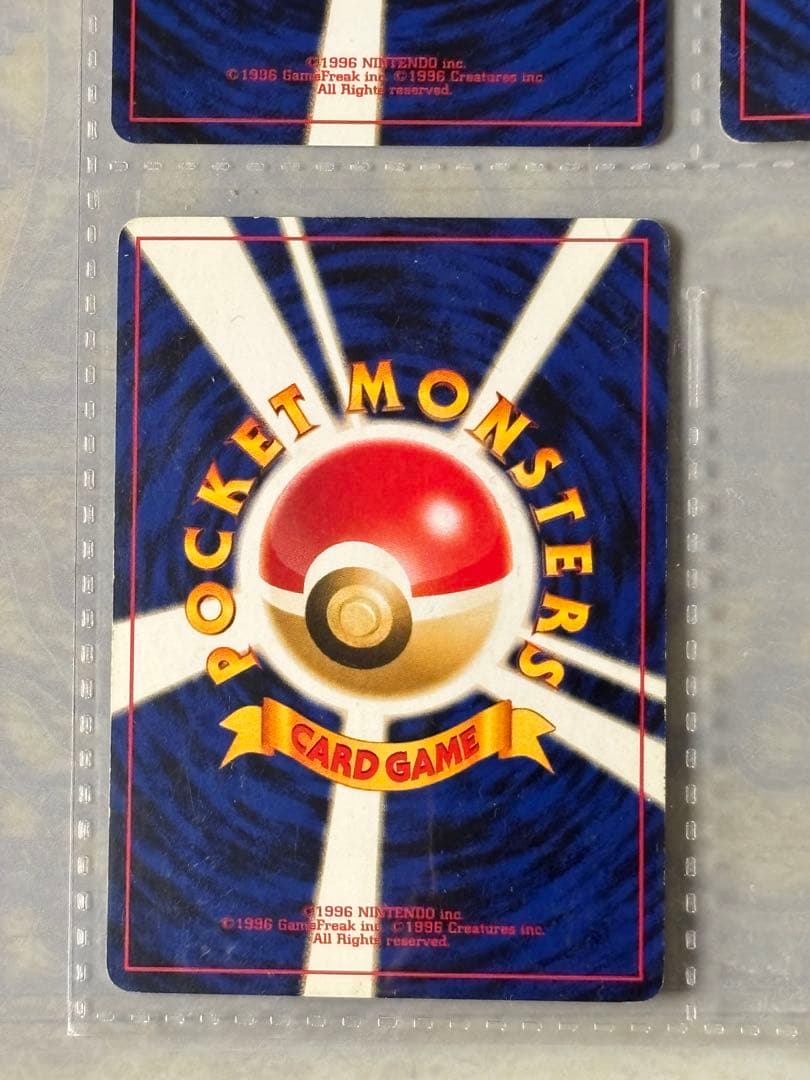 ©1996 NINTENDO inc.
©1996 GameFreak inc. ©1996 Creatures inc.
All Rights reserved.
POCKET MONSTERS
CARD GAME
©1996 NINTENDO inc.
©1996 GameFreak inc. ©1996 Creatures inc.
All Rights reserved.